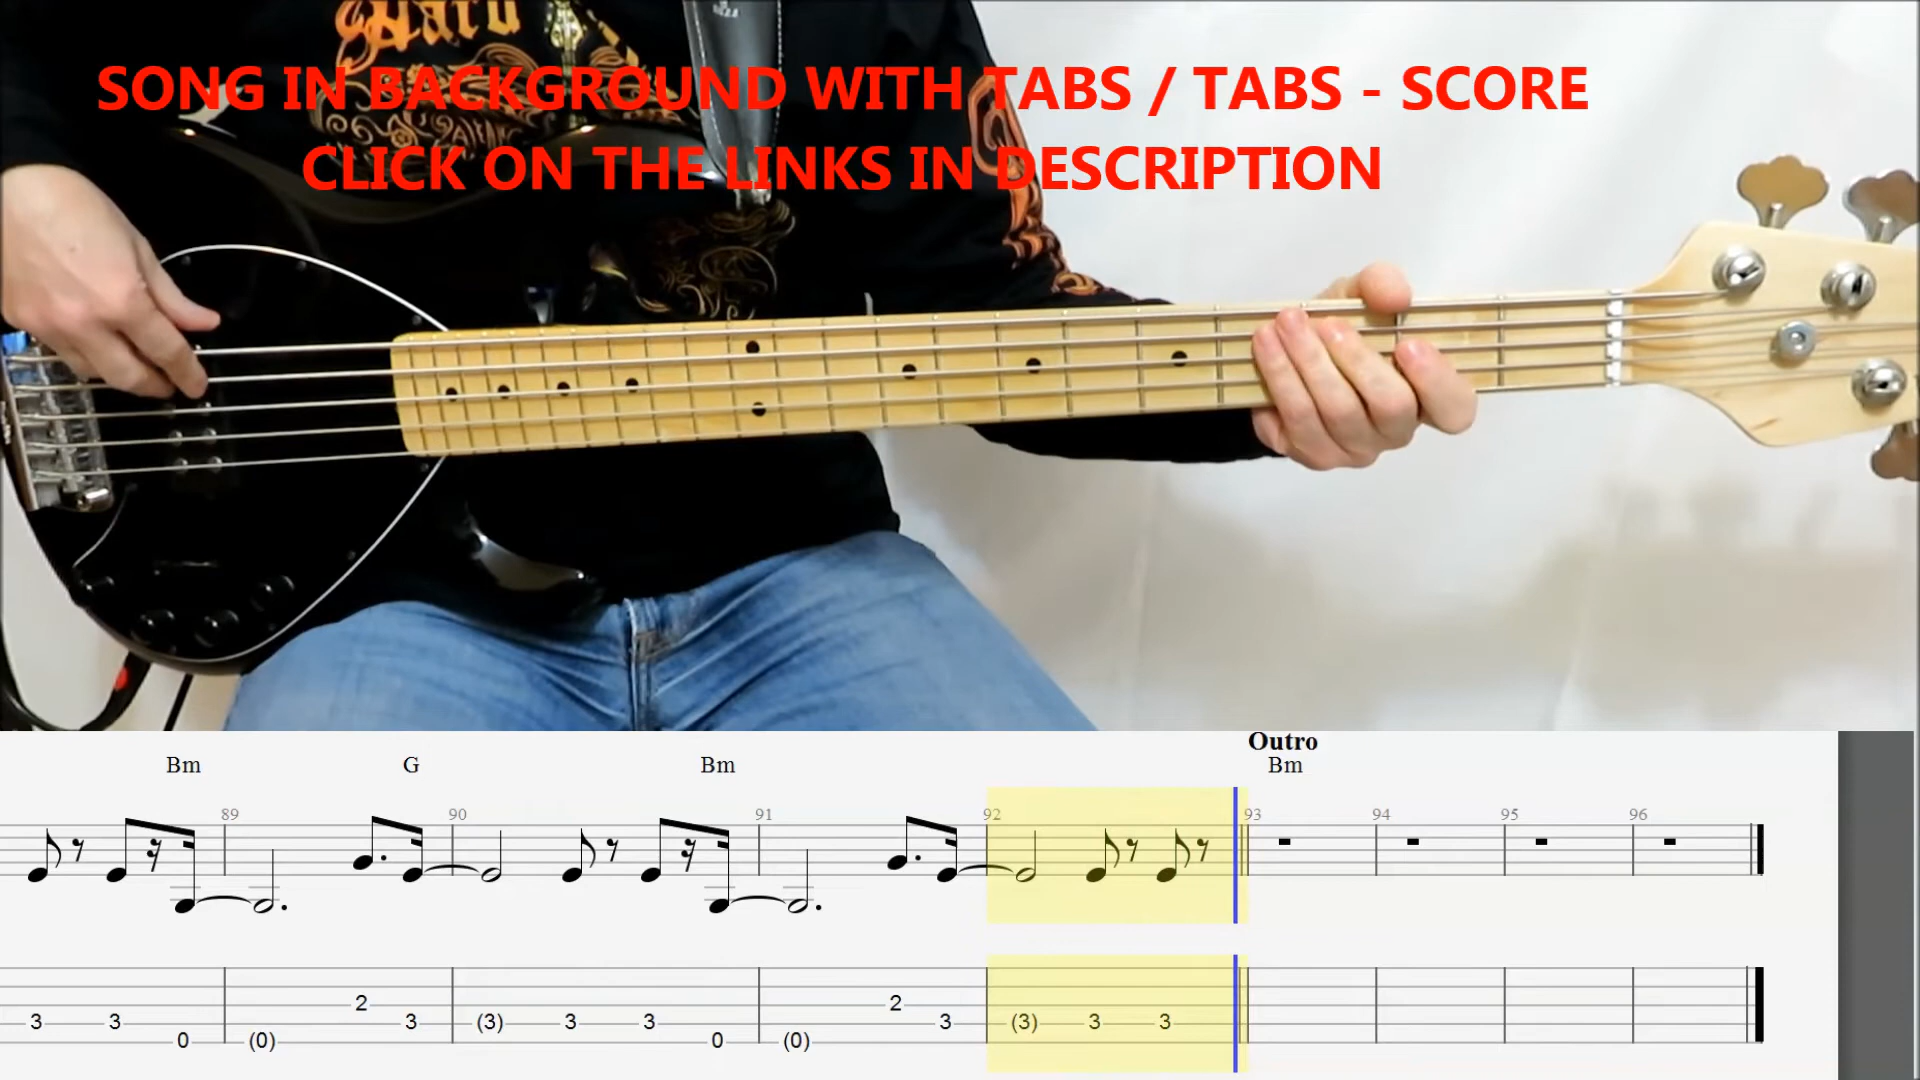 Hard
SONG IN BACKGROUND WITH TABS / TABS - SCORE
CLICK ON THE LINKS IN DESCRIPTION
Outro
Bm G Bm Bm
89 90 91 92 93 94 95 96
2 2
3 3 3 (3) 3 3 3 (3) 3 3
0 (0) 0 (0)